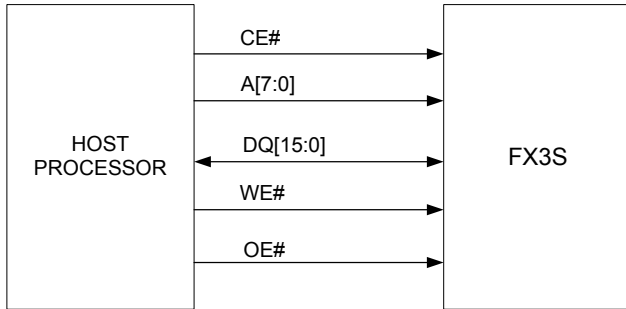 CE#
A[7:0]
HOST
PROCESSOR
DQ[15:0]
FX3S
WE#
OE#